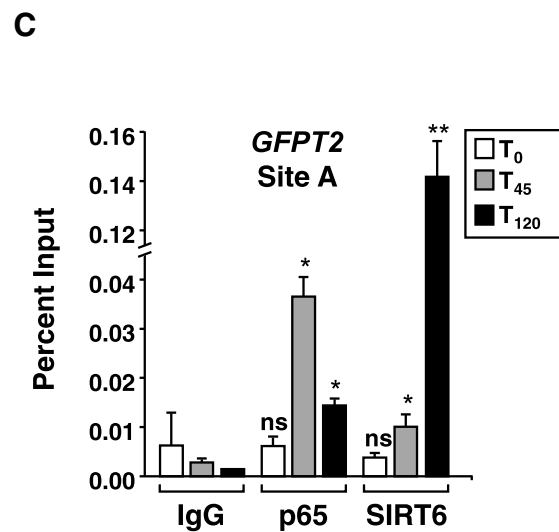 C
GFPT2
Site A
T0
T45
T120
Percent Input
0.16
0.14
0.12
0.04
0.03
0.02
0.01
0.00
**
*
*
ns
ns
*
IgG
p65
SIRT6